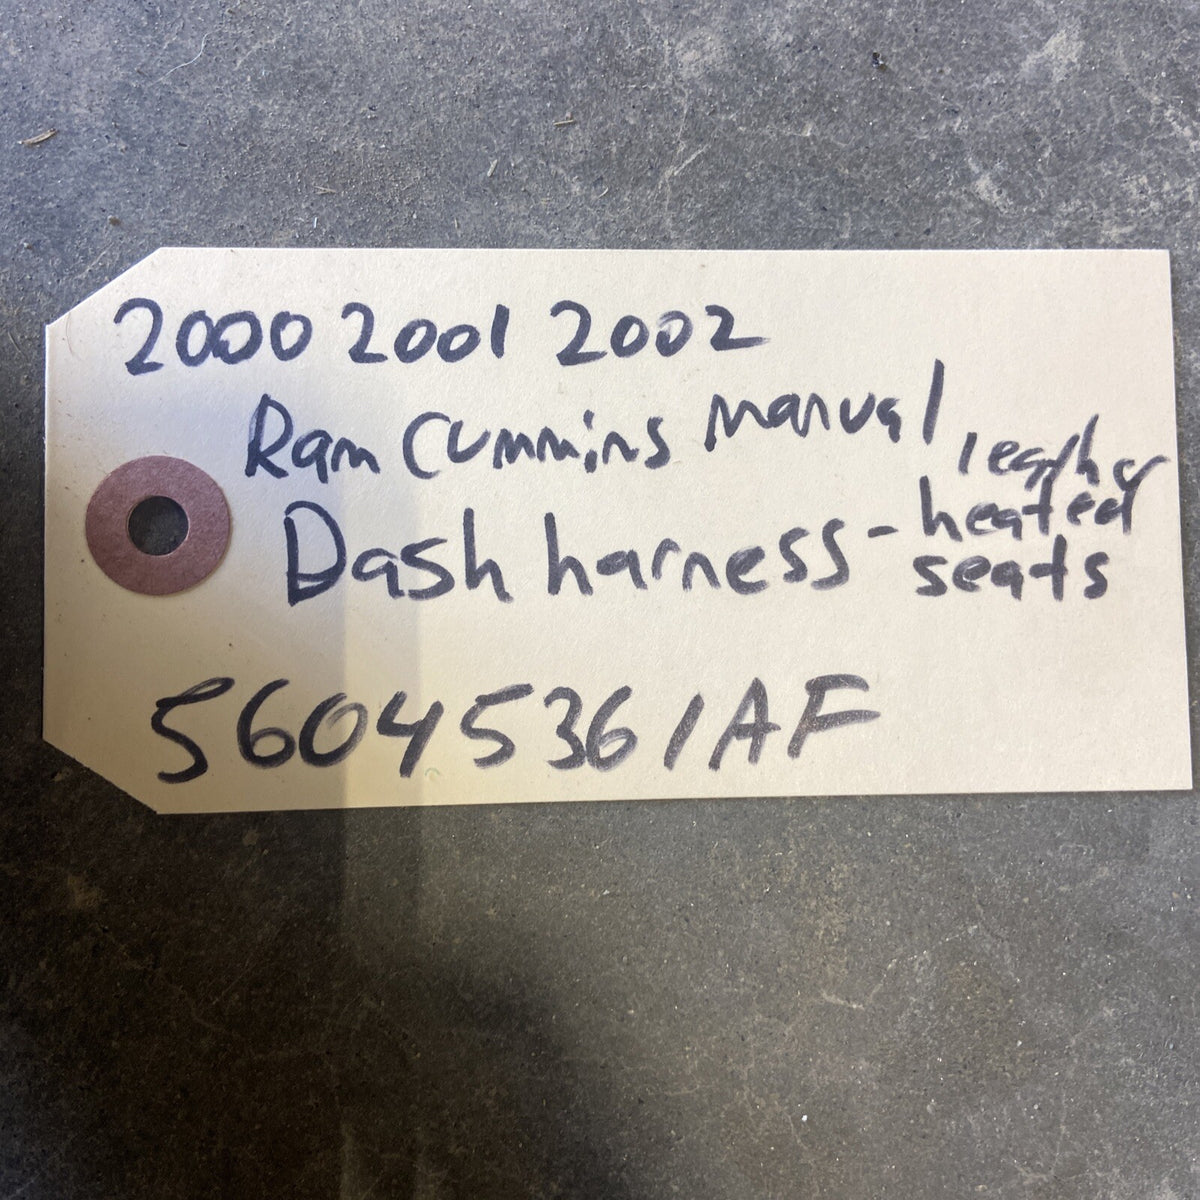 2000 2001 2002
Ram Cummins Manual
Dash harness - leather heated seats
56045361AF